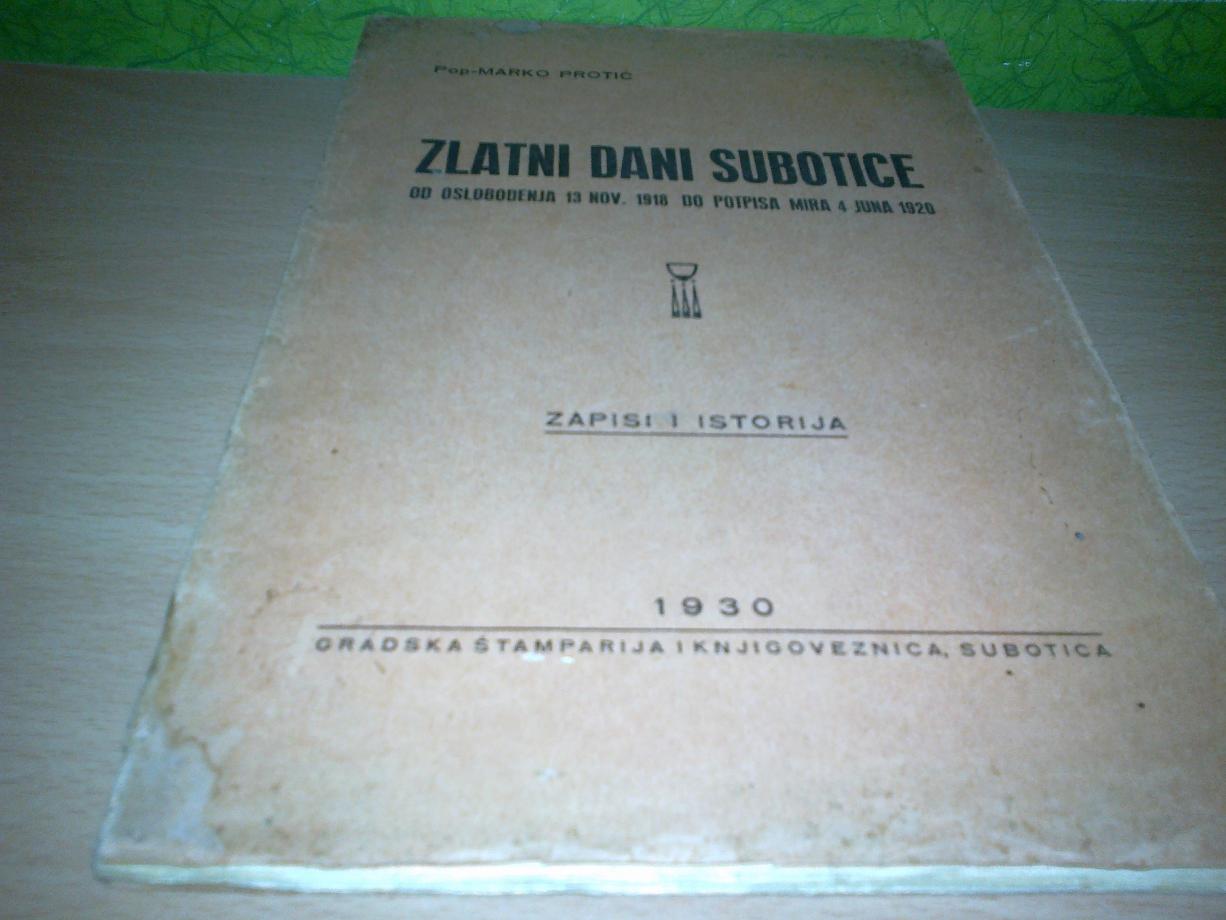 Pop-MARKO PROTIĆ
ZLATNI DANI SUBOTICE
OD OSLOBOĐENJA 13 NOV. 1918 DO POTPISA MIRA 4 JUNA 1920
ZAPISI I ISTORIJA
1930
GRADSKA ŠTAMPARIJA I KNJIGOVEZNICA, SUBOTICA